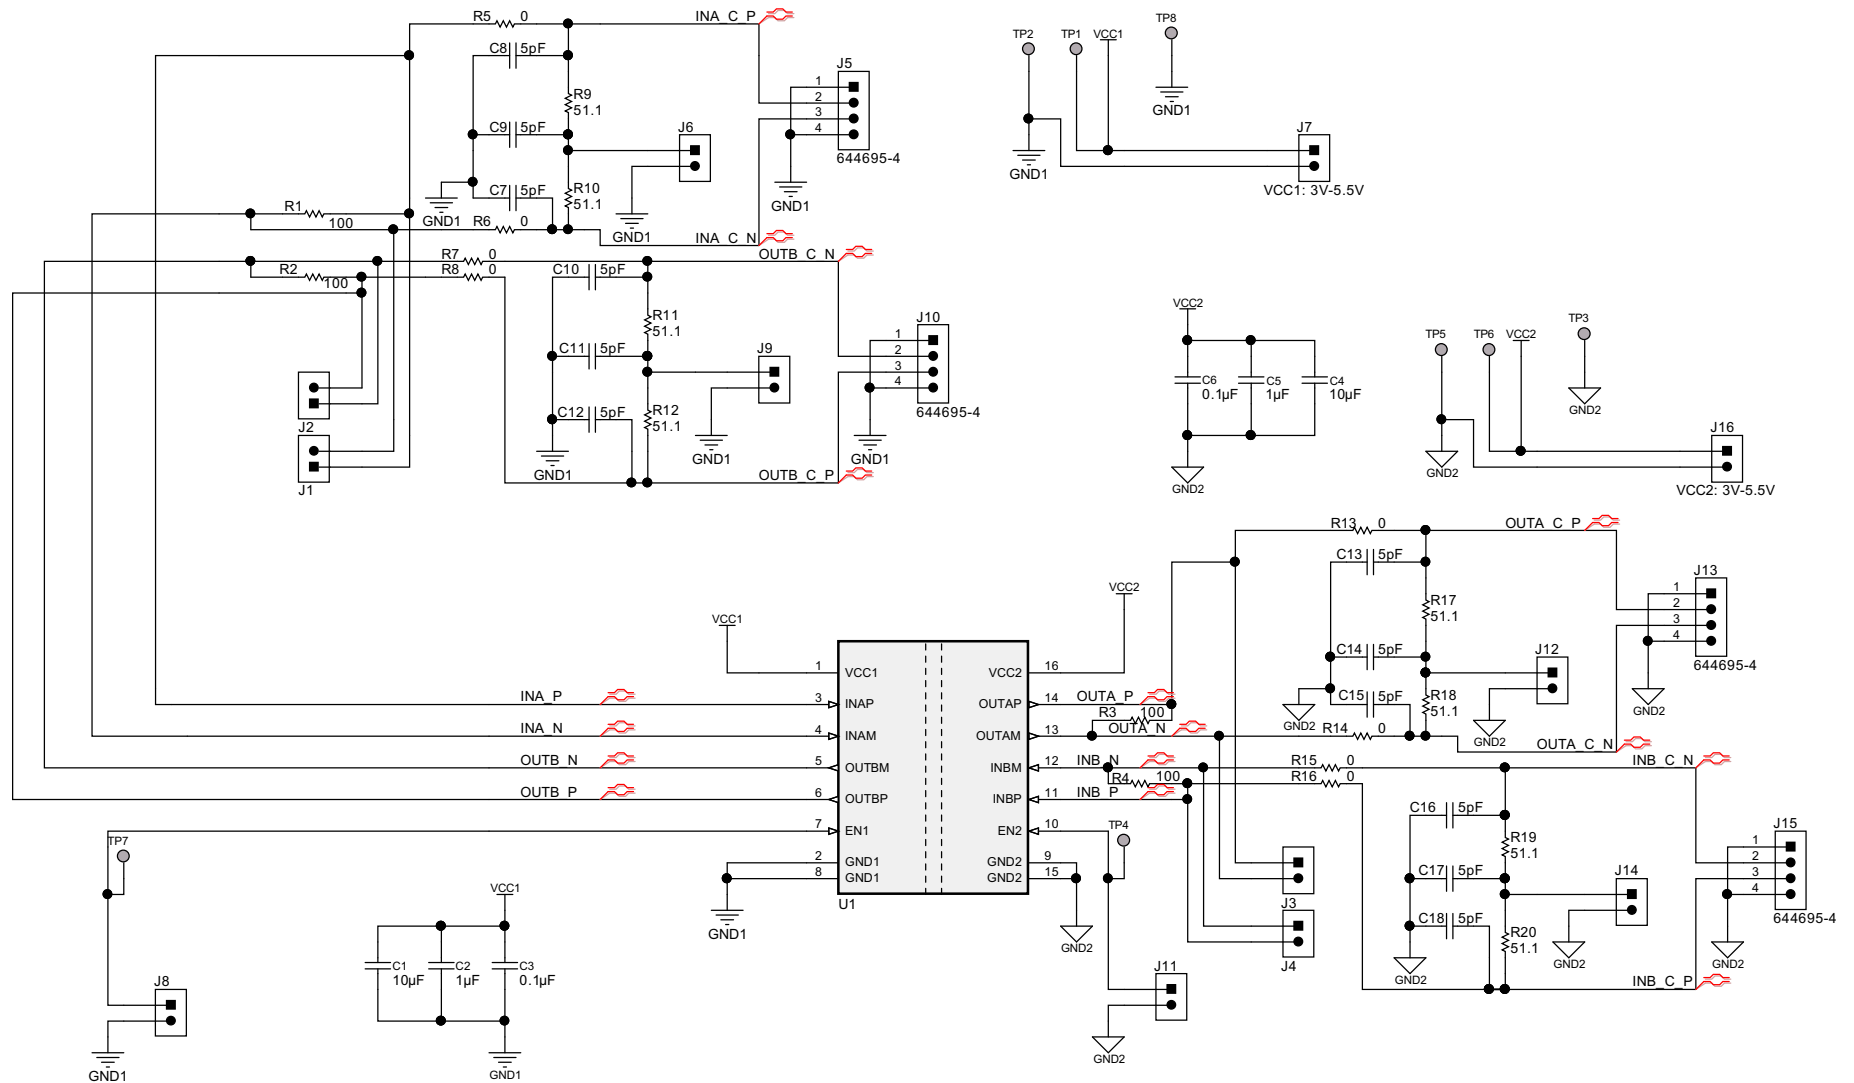 R5 0 INA_C_P
C8 5pF
R9
51.1
C9 5pF
J6
R10
51.1
C7 5pF
GND1
GND1
R1
100
R6 0
INA_C_N
J5
1
2
3
4
644695-4
GND1
TP2
TP1
VCC1
TP8
GND1
GND1
J7
VCC1: 3V-5.5V
R7 0
OUTB_C_N
R2
100
R8 0
C10 5pF
R11
51.1
C11 5pF
J9
C12 5pF
R12
51.1
GND1
GND1
OUTB_C_P
J10
1
2
3
4
644695-4
GND1
J2
J1
VCC2
C6
0.1µF
C5
1µF
C4
10µF
GND2
TP5
TP6
VCC2
TP3
GND2
GND2
J16
VCC2: 3V-5.5V
R13 0
OUTA_C_P
C13 5pF
R17
51.1
C14 5pF
J12
C15 5pF
R18
51.1
GND2
GND2
R14 0
OUTA_C_N
J13
1
2
3
4
644695-4
GND2
VCC1
VCC2
1 VCC1
VCC2 16
INA_P
3 INAP
OUTAP 14
OUTA_P
R3 100
INA_N
4 INAM
OUTAM 13
OUTA_N
OUTB_N
5 OUTBM
INBM 12
INB_N
R4 100
OUTB_P
6 OUTBP
INBP 11
INB_P
7 EN1
EN2 10
2 GND1
GND2 9
8 GND1
GND2 15
U1
GND1
GND2
TP4
R15 0
R16 0
INB_C_N
C16 5pF
R19
51.1
C17 5pF
J14
C18 5pF
R20
51.1
GND2
GND2
INB_C_P
J15
1
2
3
4
644695-4
GND2
J3
J4
J11
GND2
TP7
J8
GND1
VCC1
C1
10µF
C2
1µF
C3
0.1µF
GND1